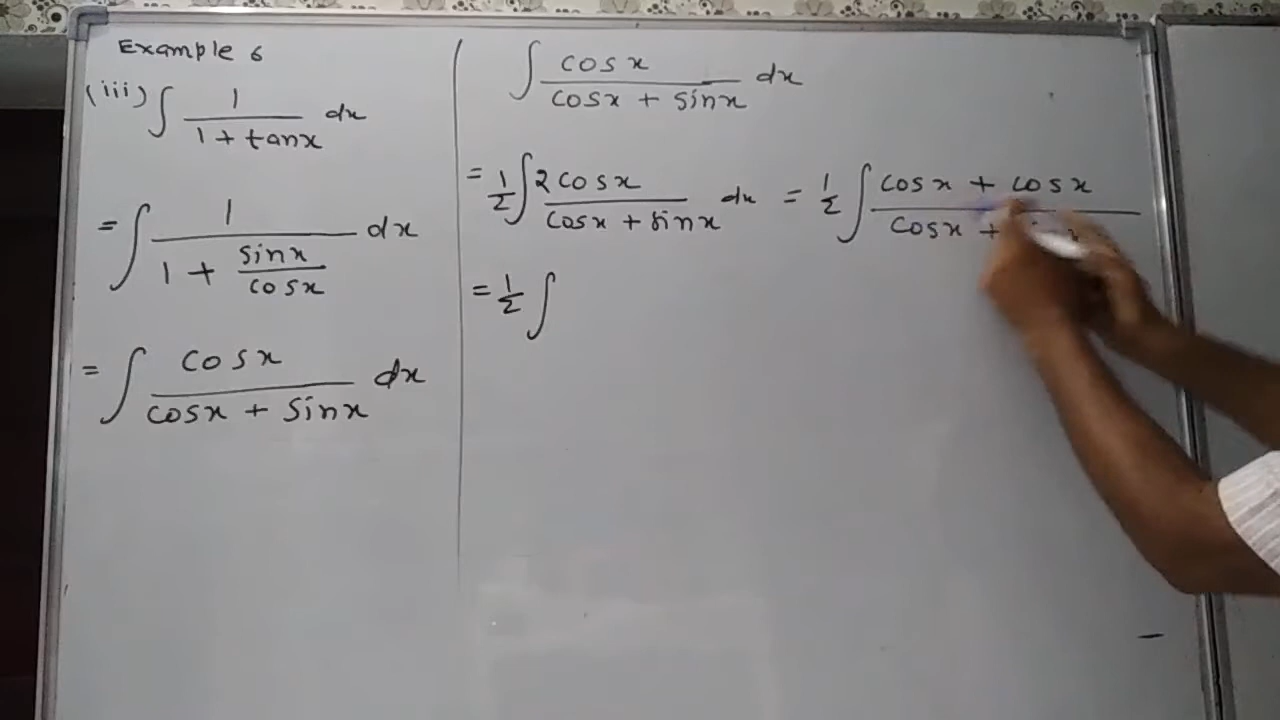 Example 6
(iii) ∫ 1/(1 + tanx) dx
= ∫ 1/(1 + sinx/cosx) dx
= ∫ cosx/(cosx + sinx) dx
∫ cosx/(cosx + sinx) dx
= 1/2 ∫ 2cosx/(cosx + sinx) dx = 1/2 ∫ (cosx + cosx)/(cosx +
= 1/2 ∫